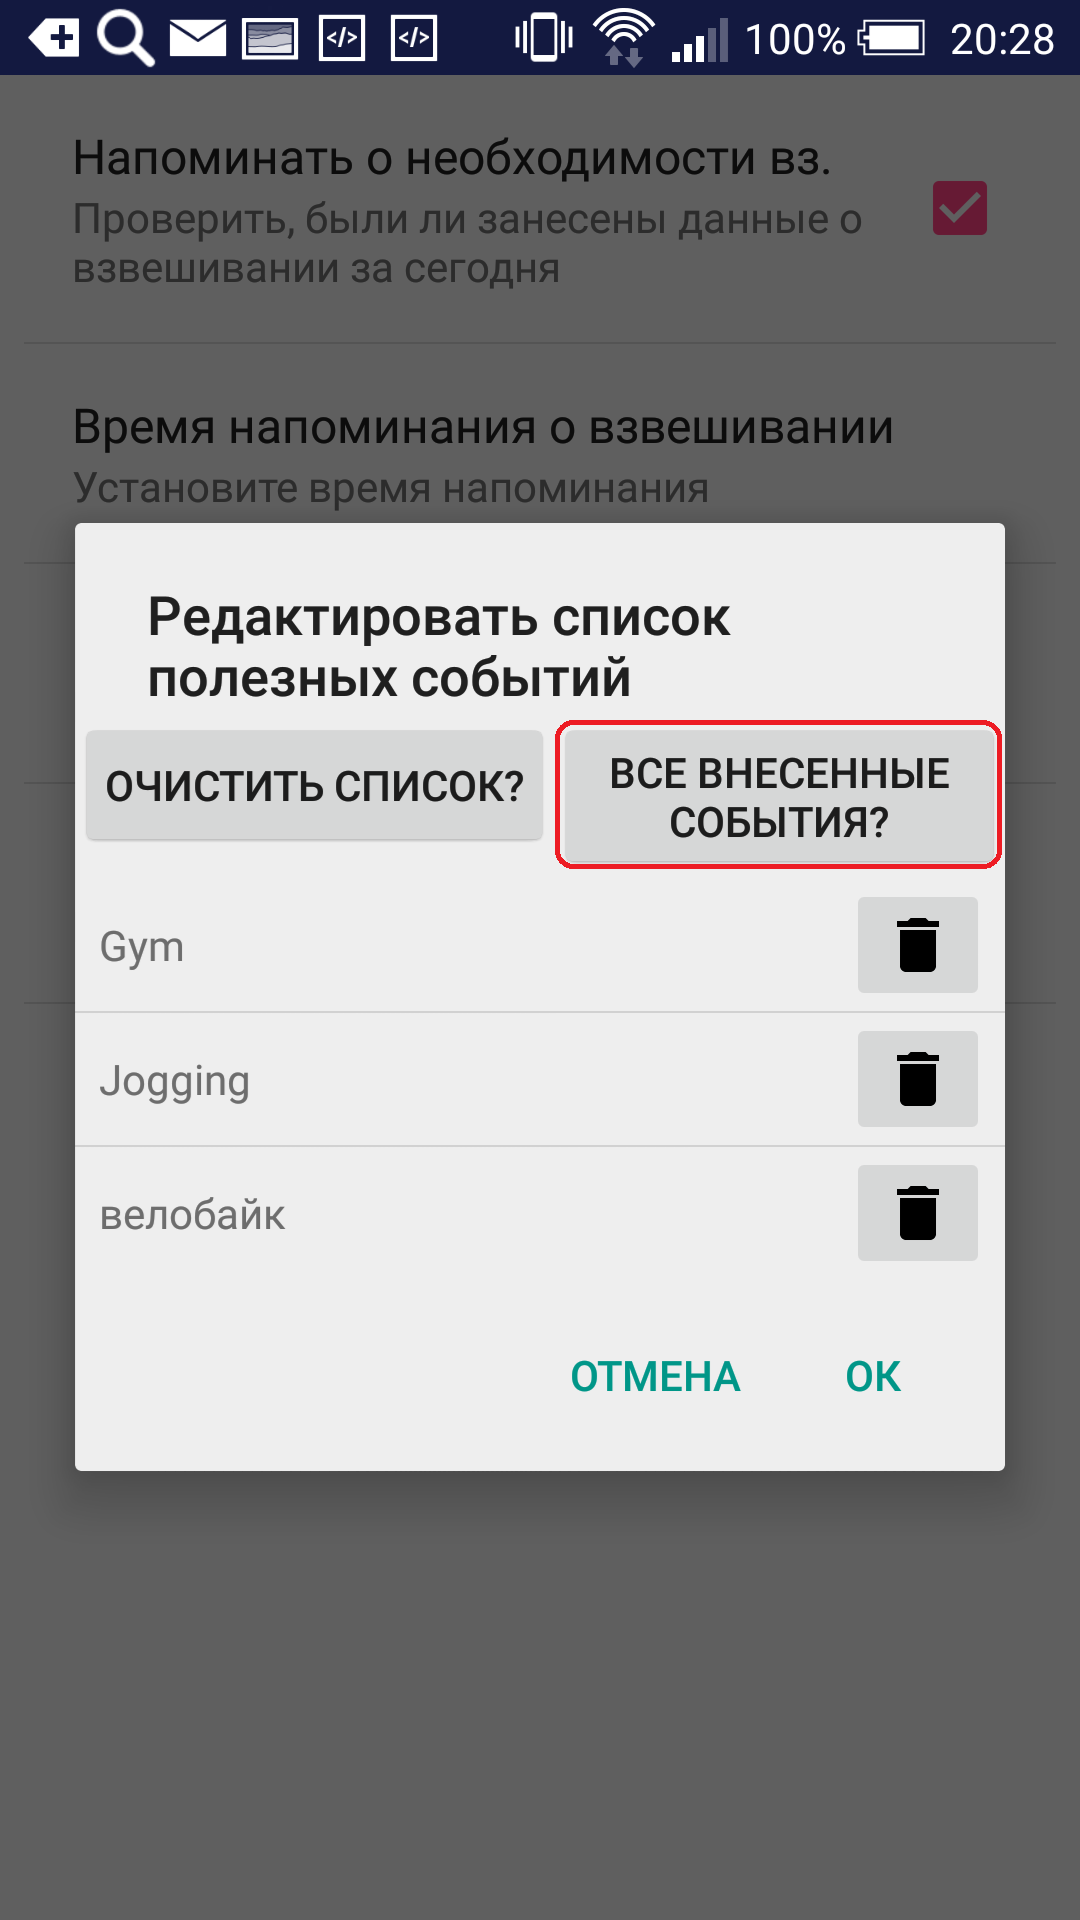 100% 20:28
Напоминать о необходимости вз.
Проверить, были ли занесены данные о
взвешивании за сегодня
Время напоминания о взвешивании
Установите время напоминания
Редактировать список
полезных событий
ОЧИСТИТЬ СПИСОК?
ВСЕ ВНЕСЕННЫЕ
СОБЫТИЯ?
Gym
Jogging
велобайк
ОТМЕНА
ОК